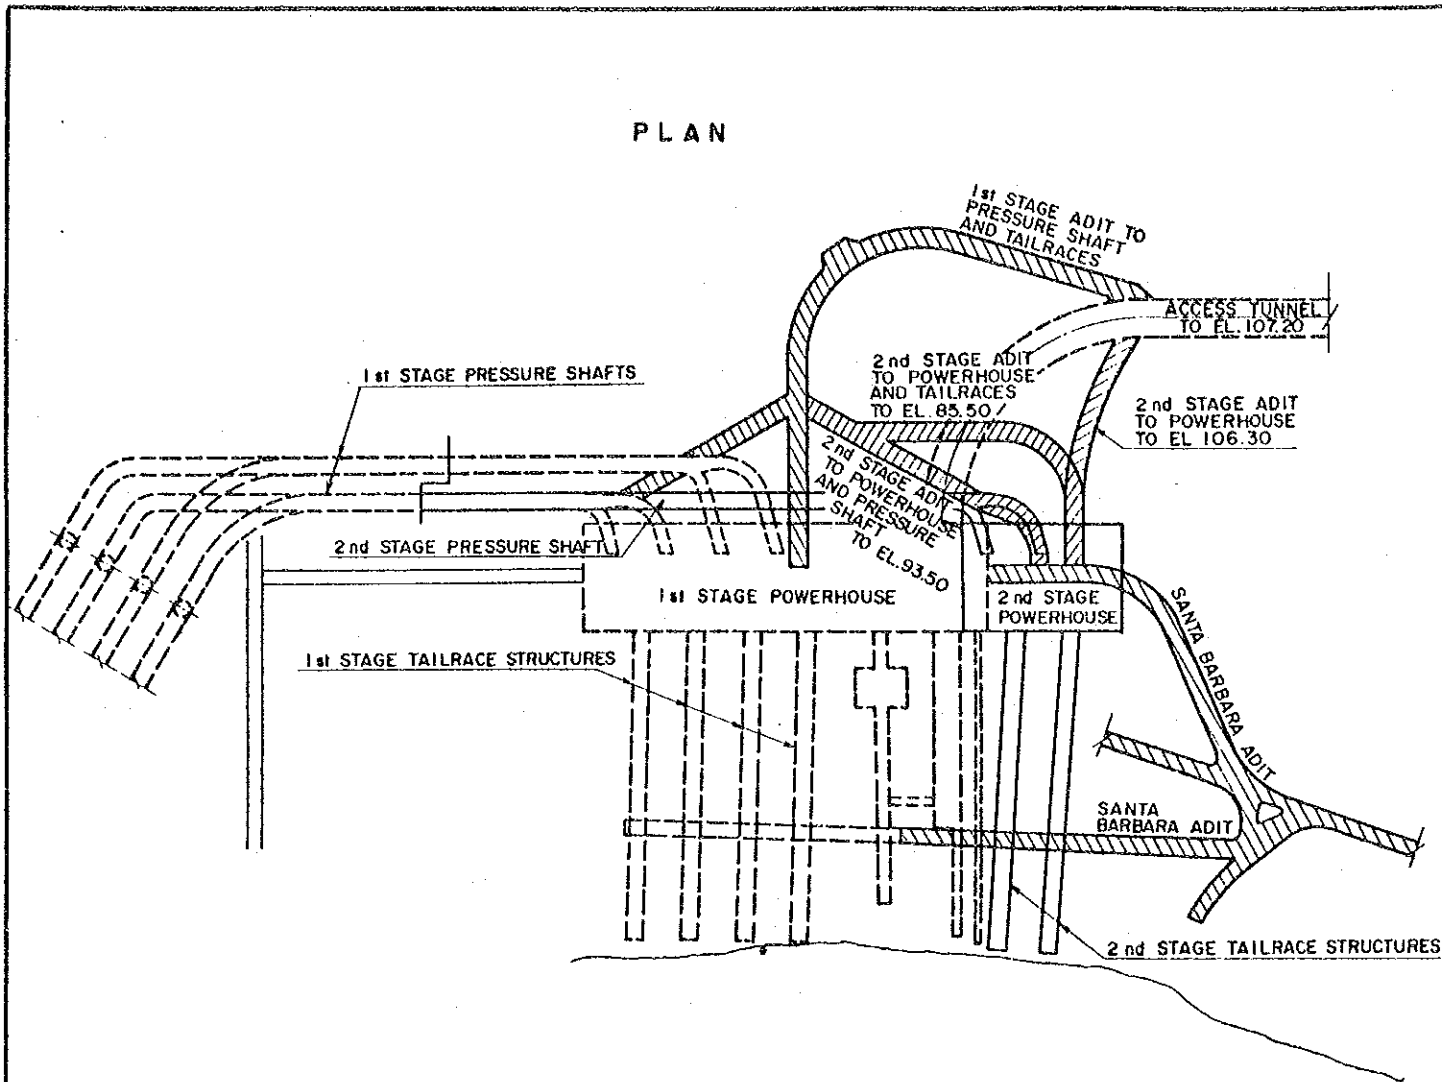 PLAN
1st STAGE ADIT TO
PRESSURE SHAFT
AND TAILRACES
ACCESS TUNNEL
TO EL.107.20
2nd STAGE ADIT
TO POWERHOUSE
AND TAILRACES
TO EL.85.50
1st STAGE PRESSURE SHAFTS
2nd STAGE ADIT
TO POWERHOUSE
TO EL 106.30
2nd STAGE ADIT
TO POWERHOUSE
AND PRESSURE
SHAFT
TO EL.93.50
2nd STAGE PRESSURE SHAFT
1st STAGE POWERHOUSE
2nd STAGE
POWERHOUSE
SANTA BARBARA ADIT
1st STAGE TAILRACE STRUCTURES
SANTA
BARBARA ADIT
2nd STAGE TAILRACE STRUCTURES